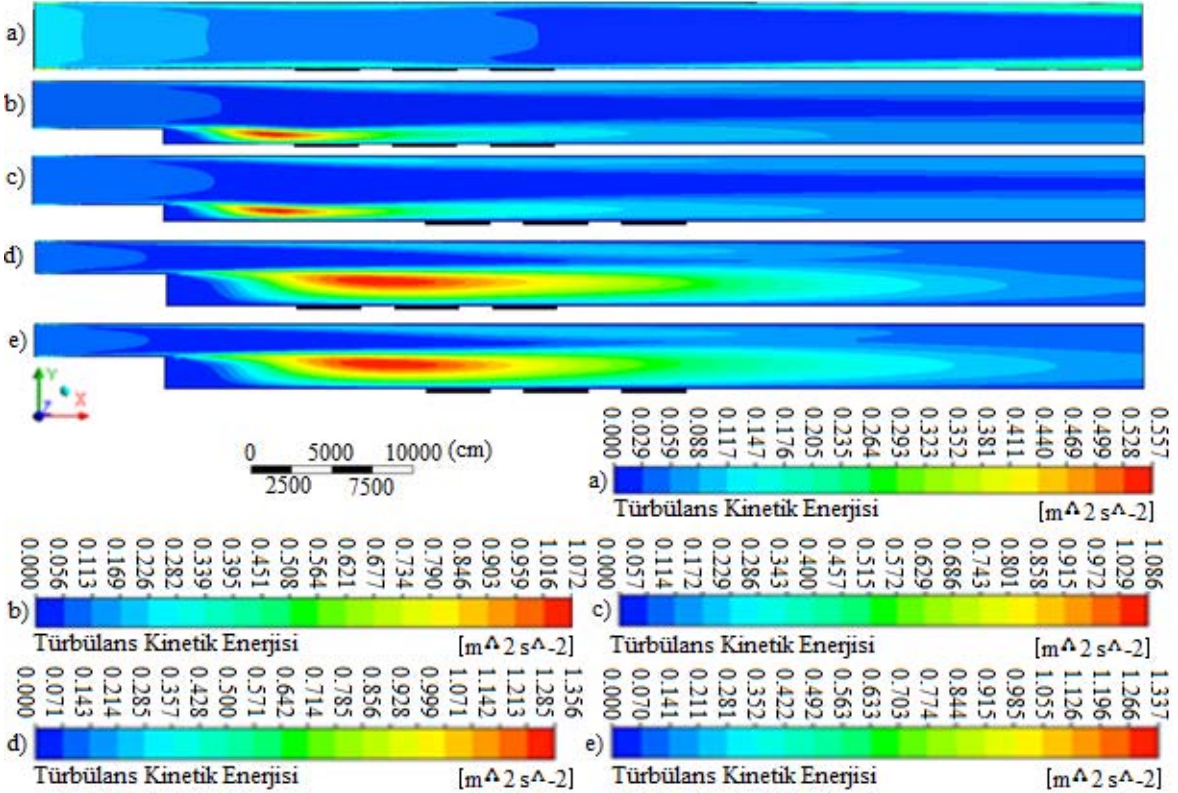 a)
b)
c)
d)
e)
Y
X
Z
0 5000 10000 (cm)
2500 7500
0.000 0.029 0.059 0.088 0.117 0.147 0.176 0.205 0.235 0.264 0.293 0.323 0.352 0.381 0.411 0.440 0.469 0.499 0.528 0.557
a)
Türbülans Kinetik Enerjisi [m^2 s^-2]
0.000 0.056 0.113 0.169 0.226 0.282 0.339 0.395 0.451 0.508 0.564 0.621 0.677 0.734 0.790 0.846 0.903 0.959 1.016 1.072
b)
Türbülans Kinetik Enerjisi [m^2 s^-2]
0.000 0.057 0.114 0.172 0.229 0.286 0.343 0.400 0.457 0.515 0.572 0.629 0.686 0.743 0.801 0.858 0.915 0.972 1.029 1.086
c)
Türbülans Kinetik Enerjisi [m^2 s^-2]
0.000 0.071 0.143 0.214 0.285 0.357 0.428 0.500 0.571 0.642 0.714 0.785 0.856 0.928 0.999 1.071 1.142 1.213 1.285 1.356
d)
Türbülans Kinetik Enerjisi [m^2 s^-2]
0.000 0.070 0.141 0.211 0.281 0.352 0.422 0.492 0.563 0.633 0.703 0.774 0.844 0.915 0.985 1.055 1.126 1.196 1.266 1.337
e)
Türbülans Kinetik Enerjisi [m^2 s^-2]